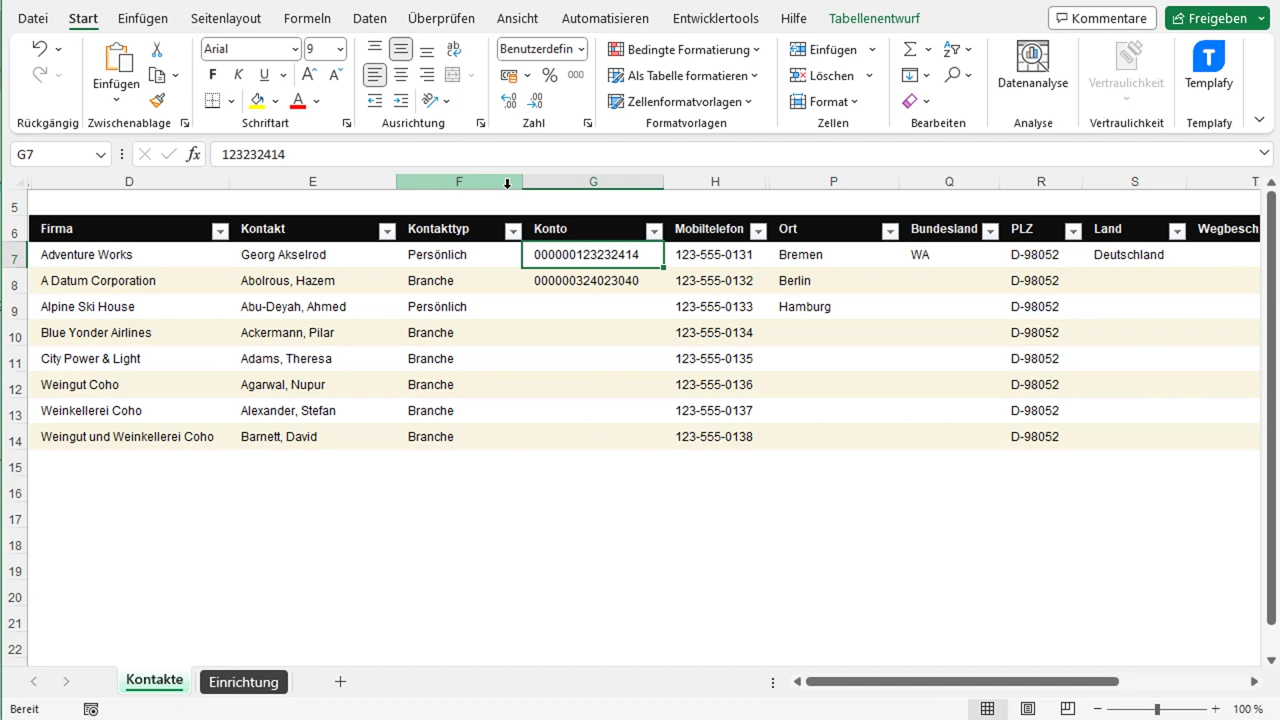 Datei Start Einfügen Seitenlayout Formeln Daten Überprüfen Ansicht Automatisieren Entwicklertools Hilfe Tabellenentwurf Kommentare Freigeben
Arial 9 Benutzerdefin Bedingte Formatierung Einfügen
Einfügen F K U A A A 000 Als Tabelle formatieren Löschen Datenanalyse Vertraulichkeit Templafy
Zellenformatvorlagen Format
Rückgängig Zwischenablage Schriftart Ausrichtung Zahl Formatvorlagen Zellen Bearbeiten Analyse Vertraulichkeit Templafy
G7 fx 123232414
D E F G H P Q R S T
5
6 Firma Kontakt Kontakttyp Konto Mobiltelefon Ort Bundesland PLZ Land Wegbesch
7 Adventure Works Georg Akselrod Persönlich 000000123232414 123-555-0131 Bremen WA D-98052 Deutschland
8 A Datum Corporation Abolrous, Hazem Branche 000000324023040 123-555-0132 Berlin D-98052
9 Alpine Ski House Abu-Deyah, Ahmed Persönlich 123-555-0133 Hamburg D-98052
10 Blue Yonder Airlines Ackermann, Pilar Branche 123-555-0134 D-98052
11 City Power & Light Adams, Theresa Branche 123-555-0135 D-98052
12 Weingut Coho Agarwal, Nupur Branche 123-555-0136 D-98052
13 Weinkellerei Coho Alexander, Stefan Branche 123-555-0137 D-98052
14 Weingut und Weinkellerei Coho Barnett, David Branche 123-555-0138 D-98052
15
16
17
18
19
20
21
22
Kontakte Einrichtung
Bereit 100 %